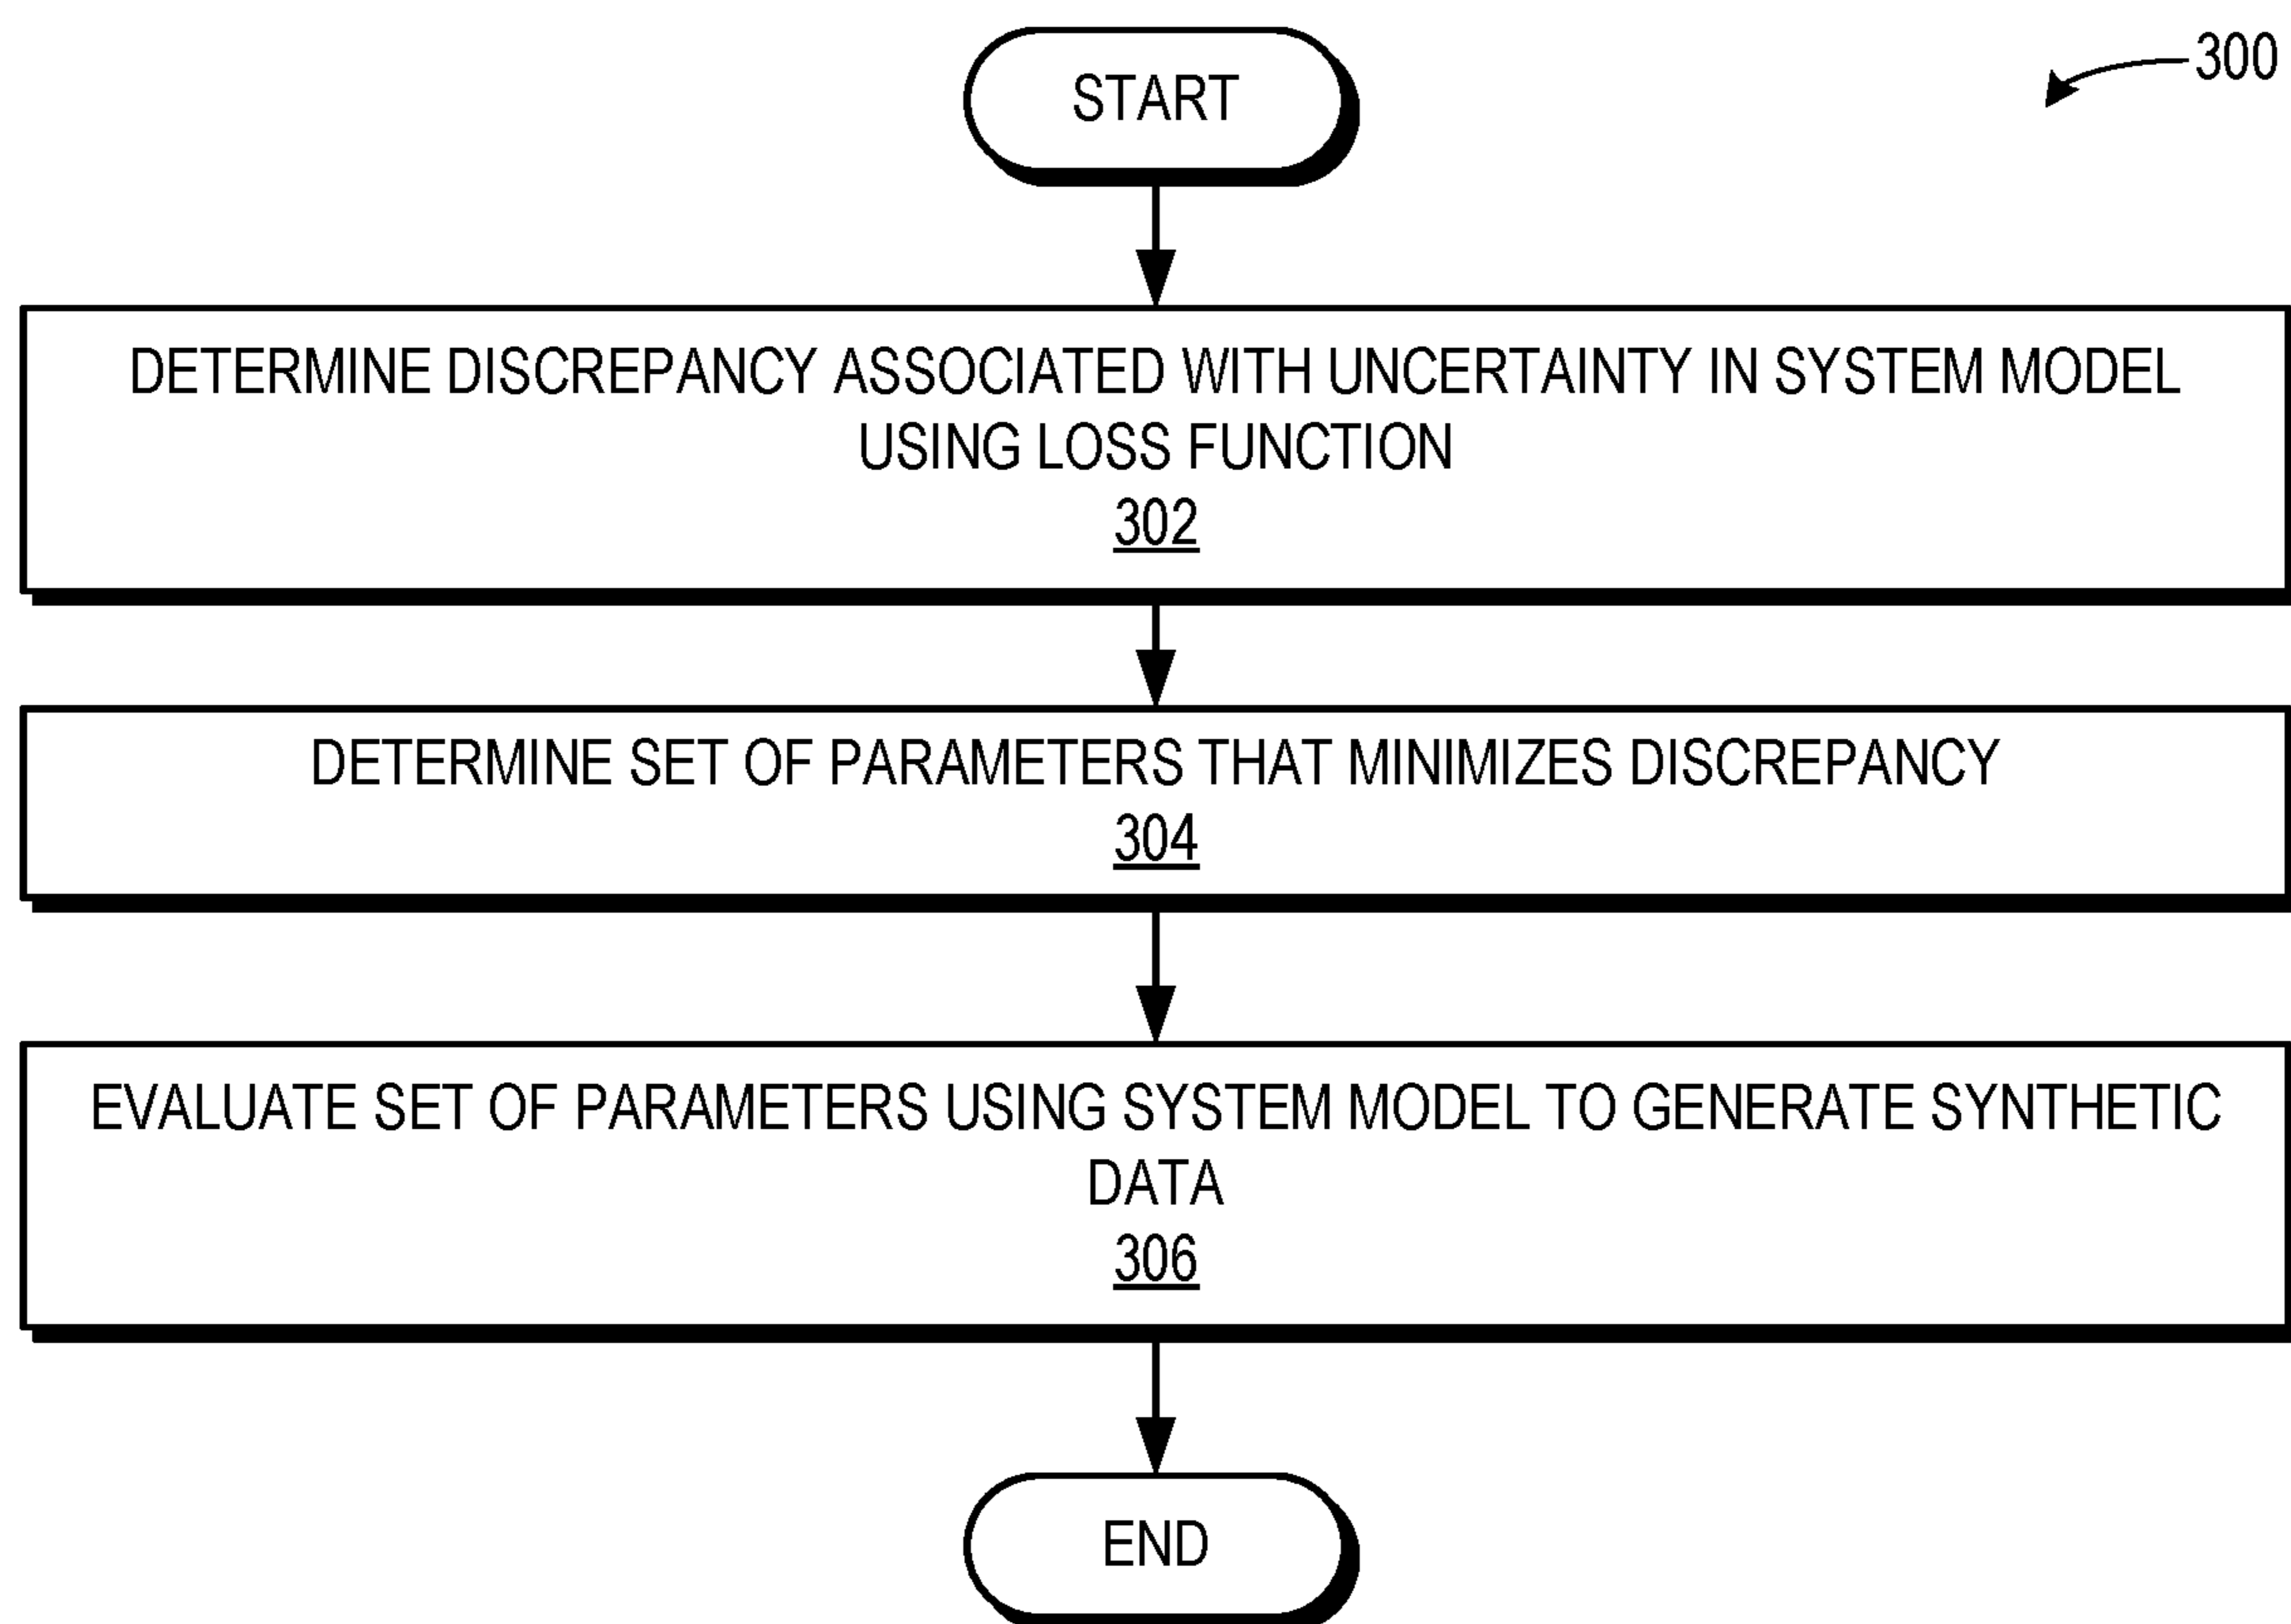 START
300
DETERMINE DISCREPANCY ASSOCIATED WITH UNCERTAINTY IN SYSTEM MODEL
USING LOSS FUNCTION
302
DETERMINE SET OF PARAMETERS THAT MINIMIZES DISCREPANCY
304
EVALUATE SET OF PARAMETERS USING SYSTEM MODEL TO GENERATE SYNTHETIC
DATA
306
END